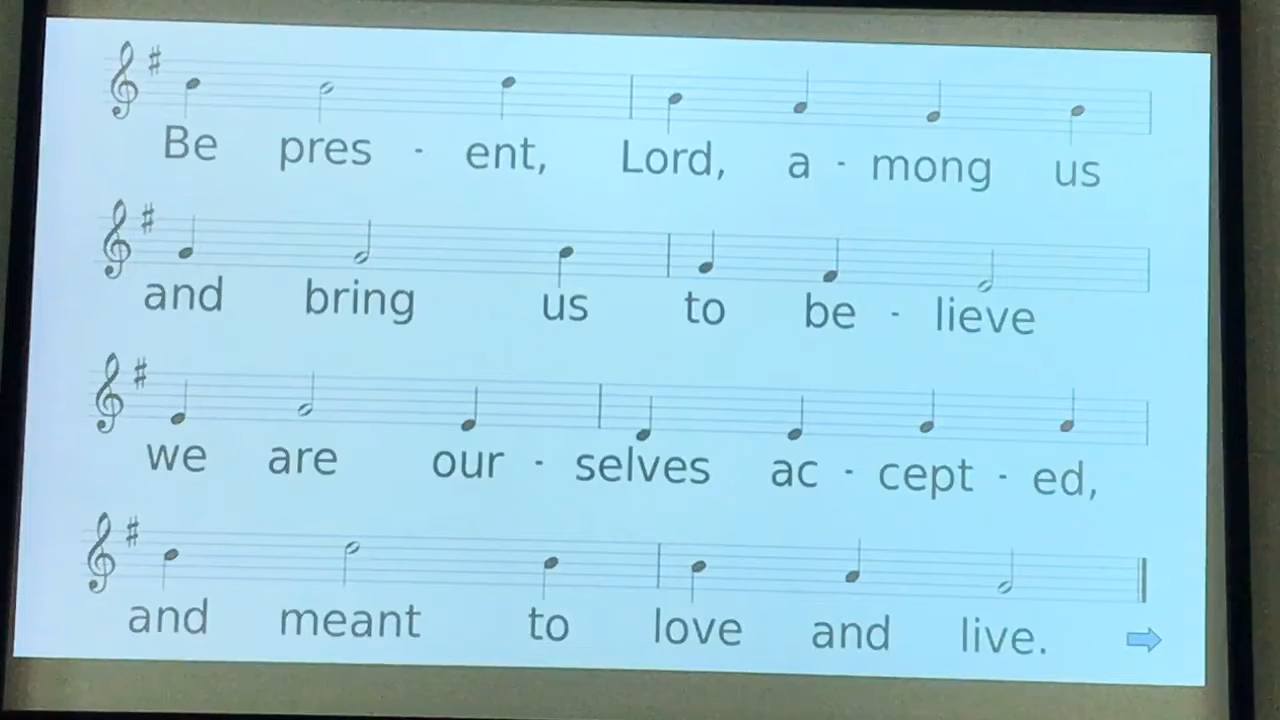 Be pres - ent, Lord, a - mong us
and bring us to be - lieve
we are our - selves ac - cept - ed,
and meant to love and live.